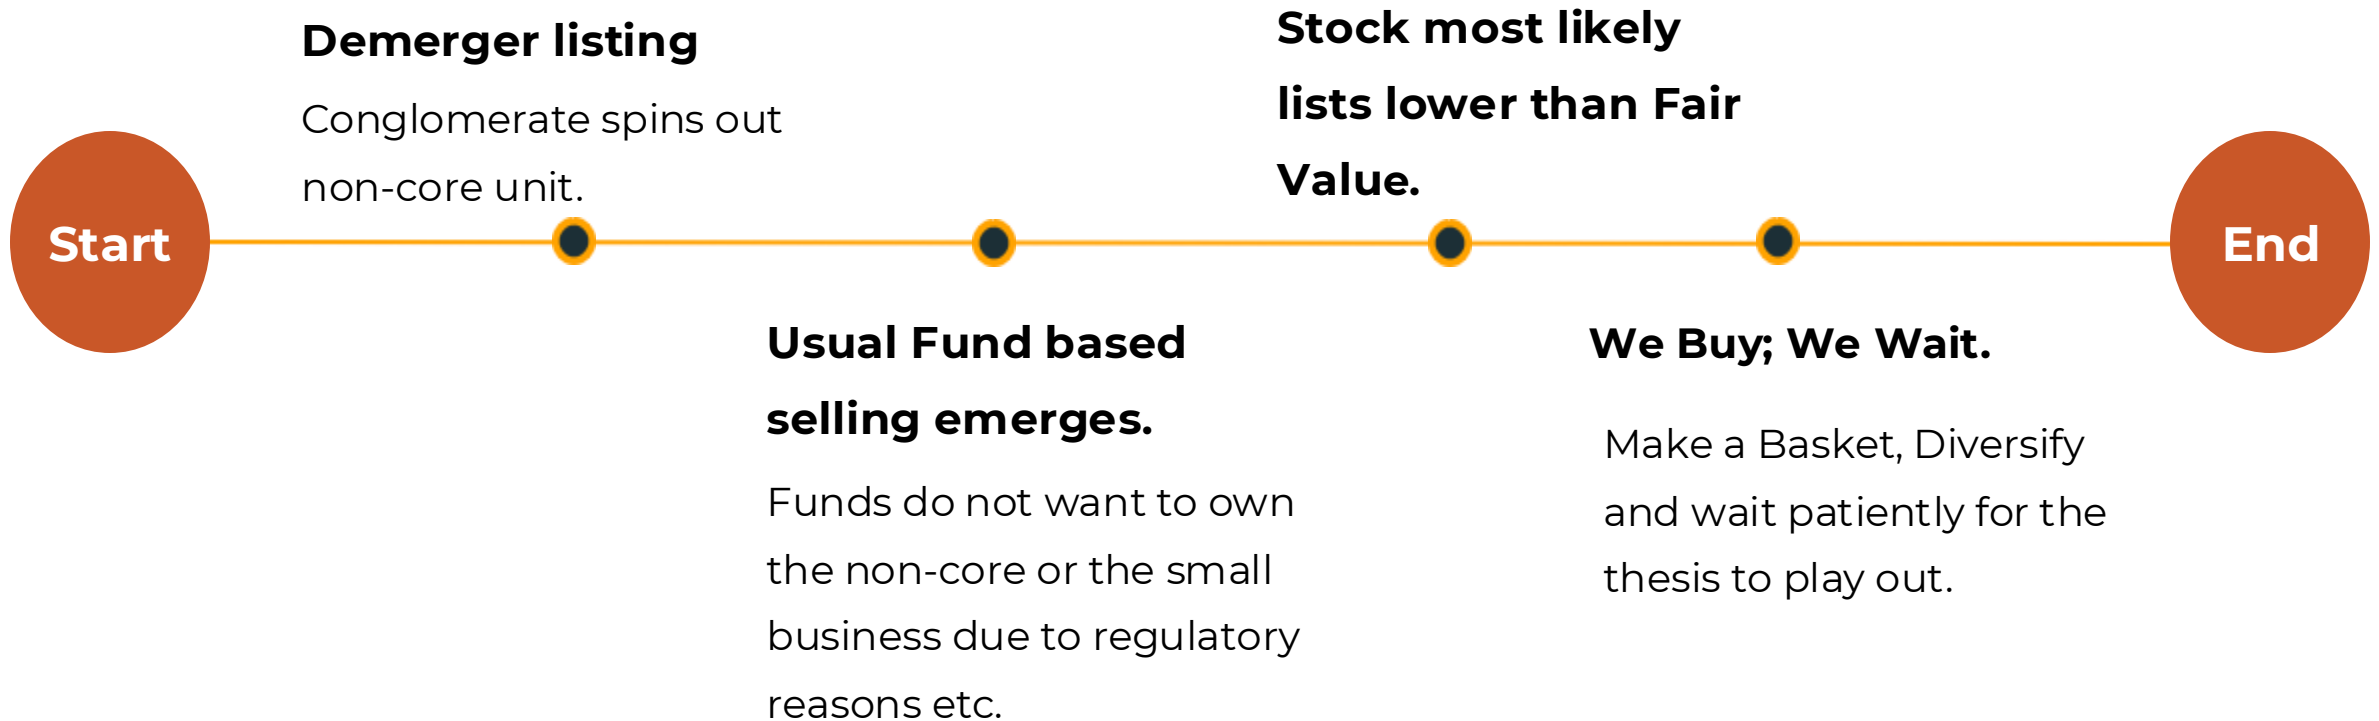 Start
Demerger listing
Conglomerate spins out
non-core unit.
Usual Fund based
selling emerges.
Funds do not want to own
the non-core or the small
business due to regulatory
reasons etc.
Stock most likely
lists lower than Fair
Value.
We Buy; We Wait.
Make a Basket, Diversify
and wait patiently for the
thesis to play out.
End